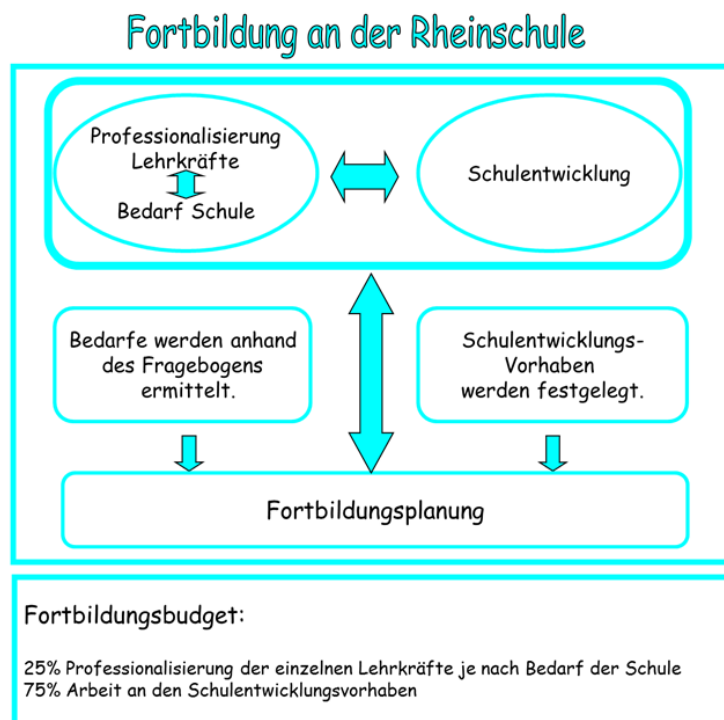 Fortbildung an der Rheinschule
Professionalisierung
Lehrkräfte
Bedarf Schule
Schulentwicklung
Bedarfe werden anhand
des Fragebogens
ermittelt.
Schulentwicklungs-
Vorhaben
werden festgelegt.
Fortbildungsplanung
Fortbildungsbudget:
25% Professionalisierung der einzelnen Lehrkräfte je nach Bedarf der Schule
75% Arbeit an den Schulentwicklungsvorhaben